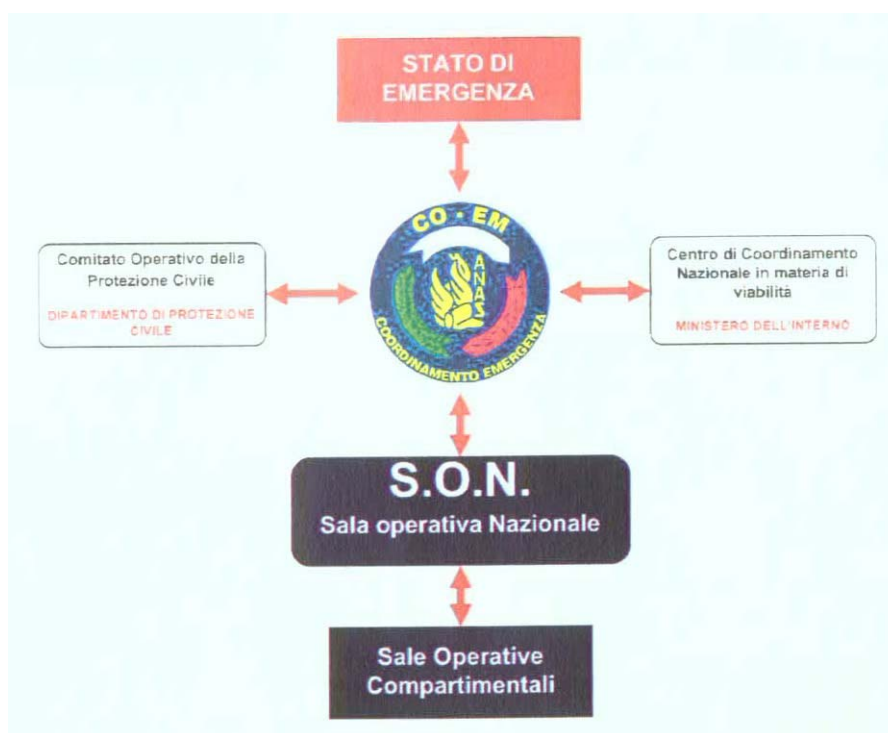 STATO DI
EMERGENZA
CO - EM
ANAS
COORDINAMENTO EMERGENZA
Comitato Operativo della
Protezione Civile
DIPARTIMENTO DI PROTEZIONE
CIVILE
Centro di Coordinamento
Nazionale in materia di
viabilità
MINISTERO DELL'INTERNO
S.O.N.
Sala operativa Nazionale
Sale Operative
Compartimentali